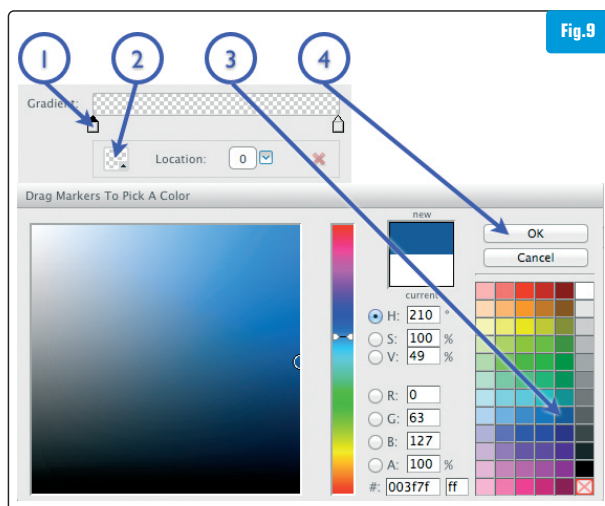 Fig.9
1 2 3 4
Gradient:
Location: 0
Drag Markers To Pick A Color
new
current
OK
Cancel
H: 210 °
S: 100 %
V: 49 %
R: 0
G: 63
B: 127
A: 100 %
#: 003f7f ff